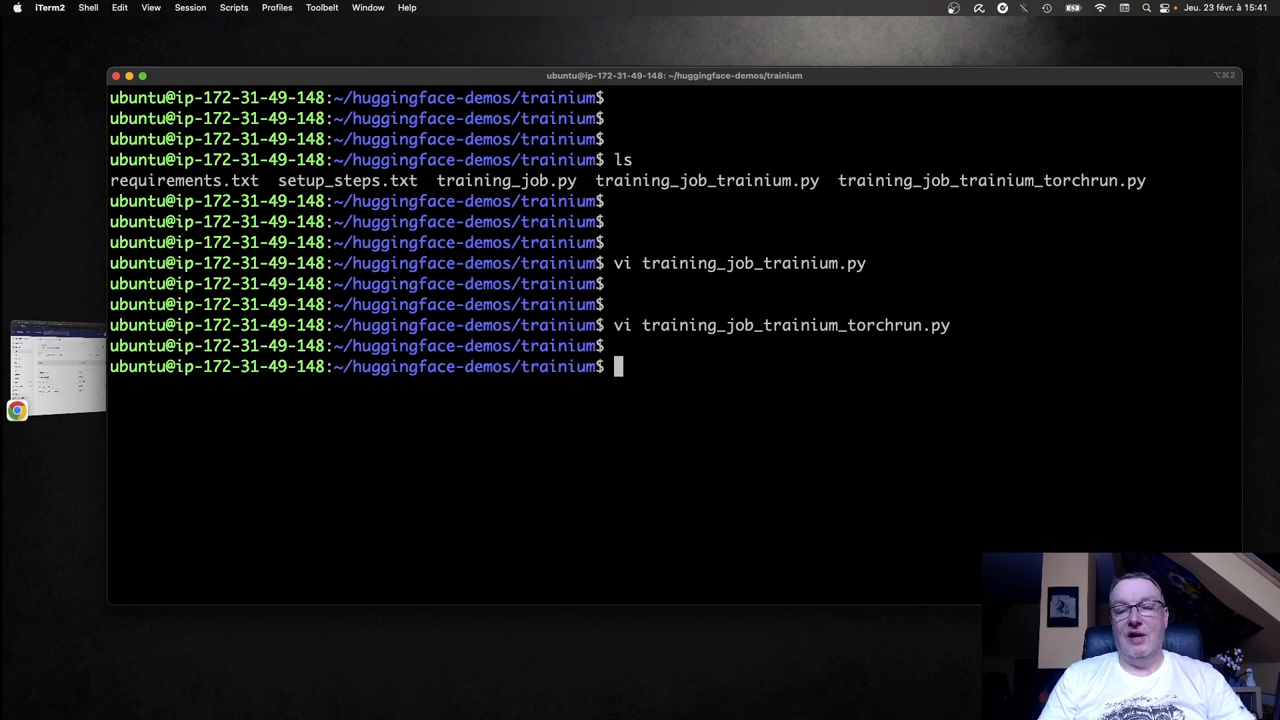 iTerm2 Shell Edit View Session Scripts Profiles Toolbelt Window Help Jeu. 23 févr. à 15:41
ubuntu@ip-172-31-49-148: ~/huggingface-demos/trainium ⌥⌘2
ubuntu@ip-172-31-49-148:~/huggingface-demos/trainium$
ubuntu@ip-172-31-49-148:~/huggingface-demos/trainium$
ubuntu@ip-172-31-49-148:~/huggingface-demos/trainium$
ubuntu@ip-172-31-49-148:~/huggingface-demos/trainium$ ls
requirements.txt setup_steps.txt training_job.py training_job_trainium.py training_job_trainium_torchrun.py
ubuntu@ip-172-31-49-148:~/huggingface-demos/trainium$
ubuntu@ip-172-31-49-148:~/huggingface-demos/trainium$
ubuntu@ip-172-31-49-148:~/huggingface-demos/trainium$
ubuntu@ip-172-31-49-148:~/huggingface-demos/trainium$ vi training_job_trainium.py
ubuntu@ip-172-31-49-148:~/huggingface-demos/trainium$
ubuntu@ip-172-31-49-148:~/huggingface-demos/trainium$
ubuntu@ip-172-31-49-148:~/huggingface-demos/trainium$ vi training_job_trainium_torchrun.py
ubuntu@ip-172-31-49-148:~/huggingface-demos/trainium$
ubuntu@ip-172-31-49-148:~/huggingface-demos/trainium$